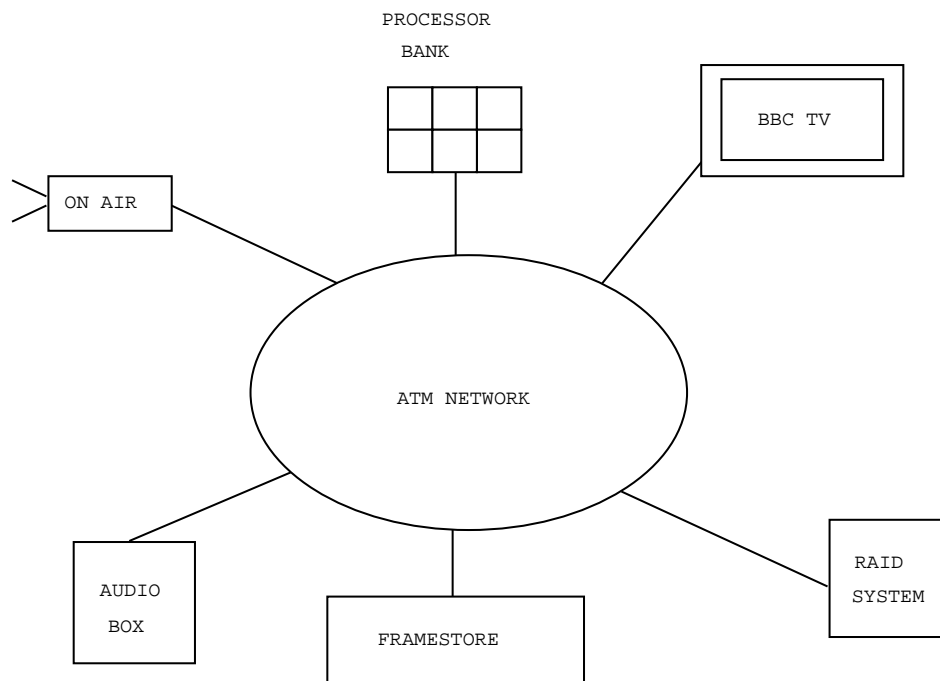 PROCESSOR
BANK
BBC TV
ON AIR
ATM NETWORK
RAID
SYSTEM
AUDIO
BOX
FRAMESTORE